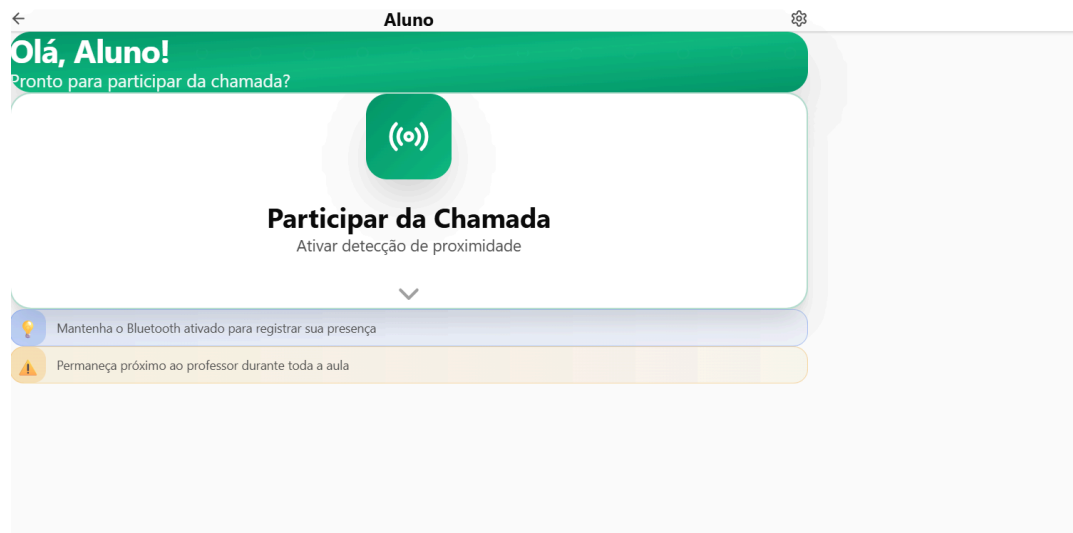 Aluno
Olá, Aluno!
Pronto para participar da chamada?
Participar da Chamada
Ativar detecção de proximidade
Mantenha o Bluetooth ativado para registrar sua presença
Permaneça próximo ao professor durante toda a aula